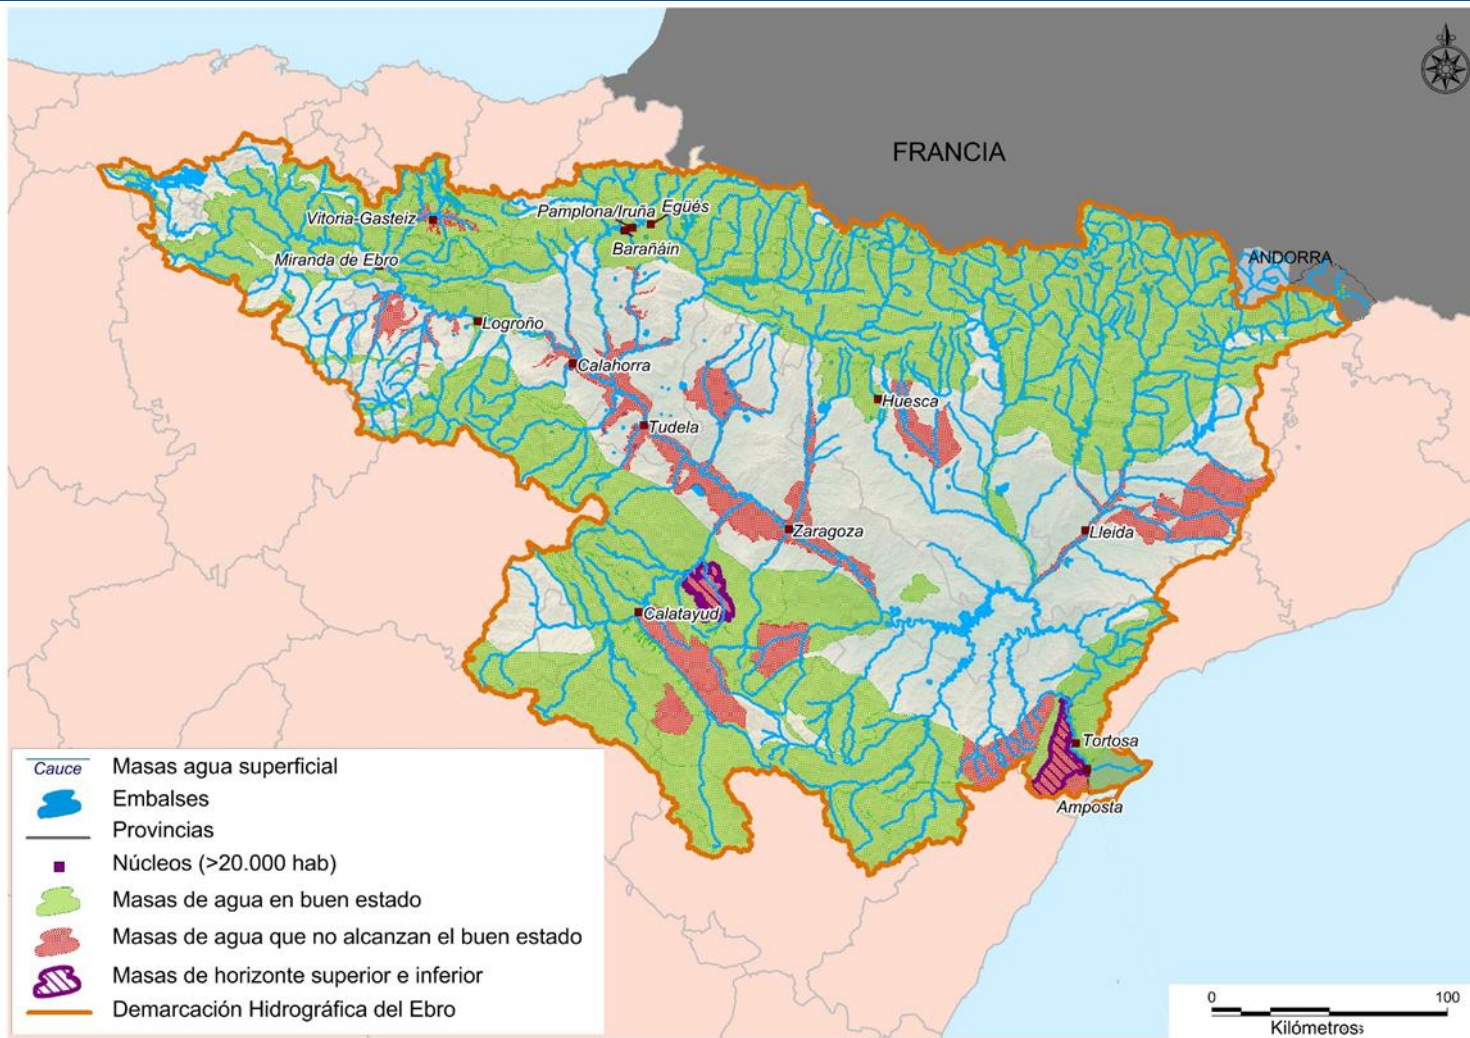 FRANCIA
ANDORRA
Vitoria-Gasteiz
Pamplona/Iruña
Egüés
Barañáin
Miranda de Ebro
Logroño
Calahorra
Huesca
Tudela
Zaragoza
Lleida
Calatayud
Tortosa
Amposta
Cauce Masas agua superficial
Embalses
Provincias
Núcleos (>20.000 hab)
Masas de agua en buen estado
Masas de agua que no alcanzan el buen estado
Masas de horizonte superior e inferior
Demarcación Hidrográfica del Ebro
0 100
Kilómetros